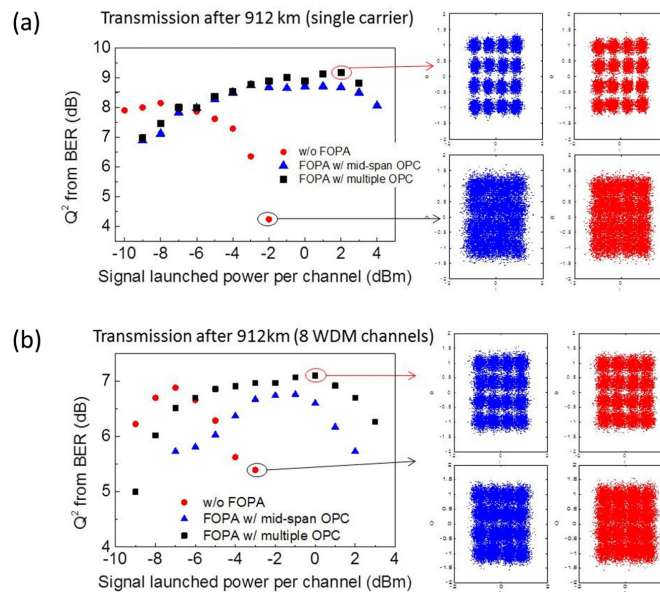 (a)
Transmission after 912 km (single carrier)
Q² from BER (dB)
10
9
8
7
6
5
4
w/o FOPA
FOPA w/ mid-span OPC
FOPA w/ multiple OPC
-10 -8 -6 -4 -2 0 2 4
Signal launched power per channel (dBm)
(b)
Transmission after 912km (8 WDM channels)
Q² from BER (dB)
7
6
5
4
w/o FOPA
FOPA w/ mid-span OPC
FOPA w/ multiple OPC
-10 -8 -6 -4 -2 0 2 4
Signal launched power per channel (dBm)